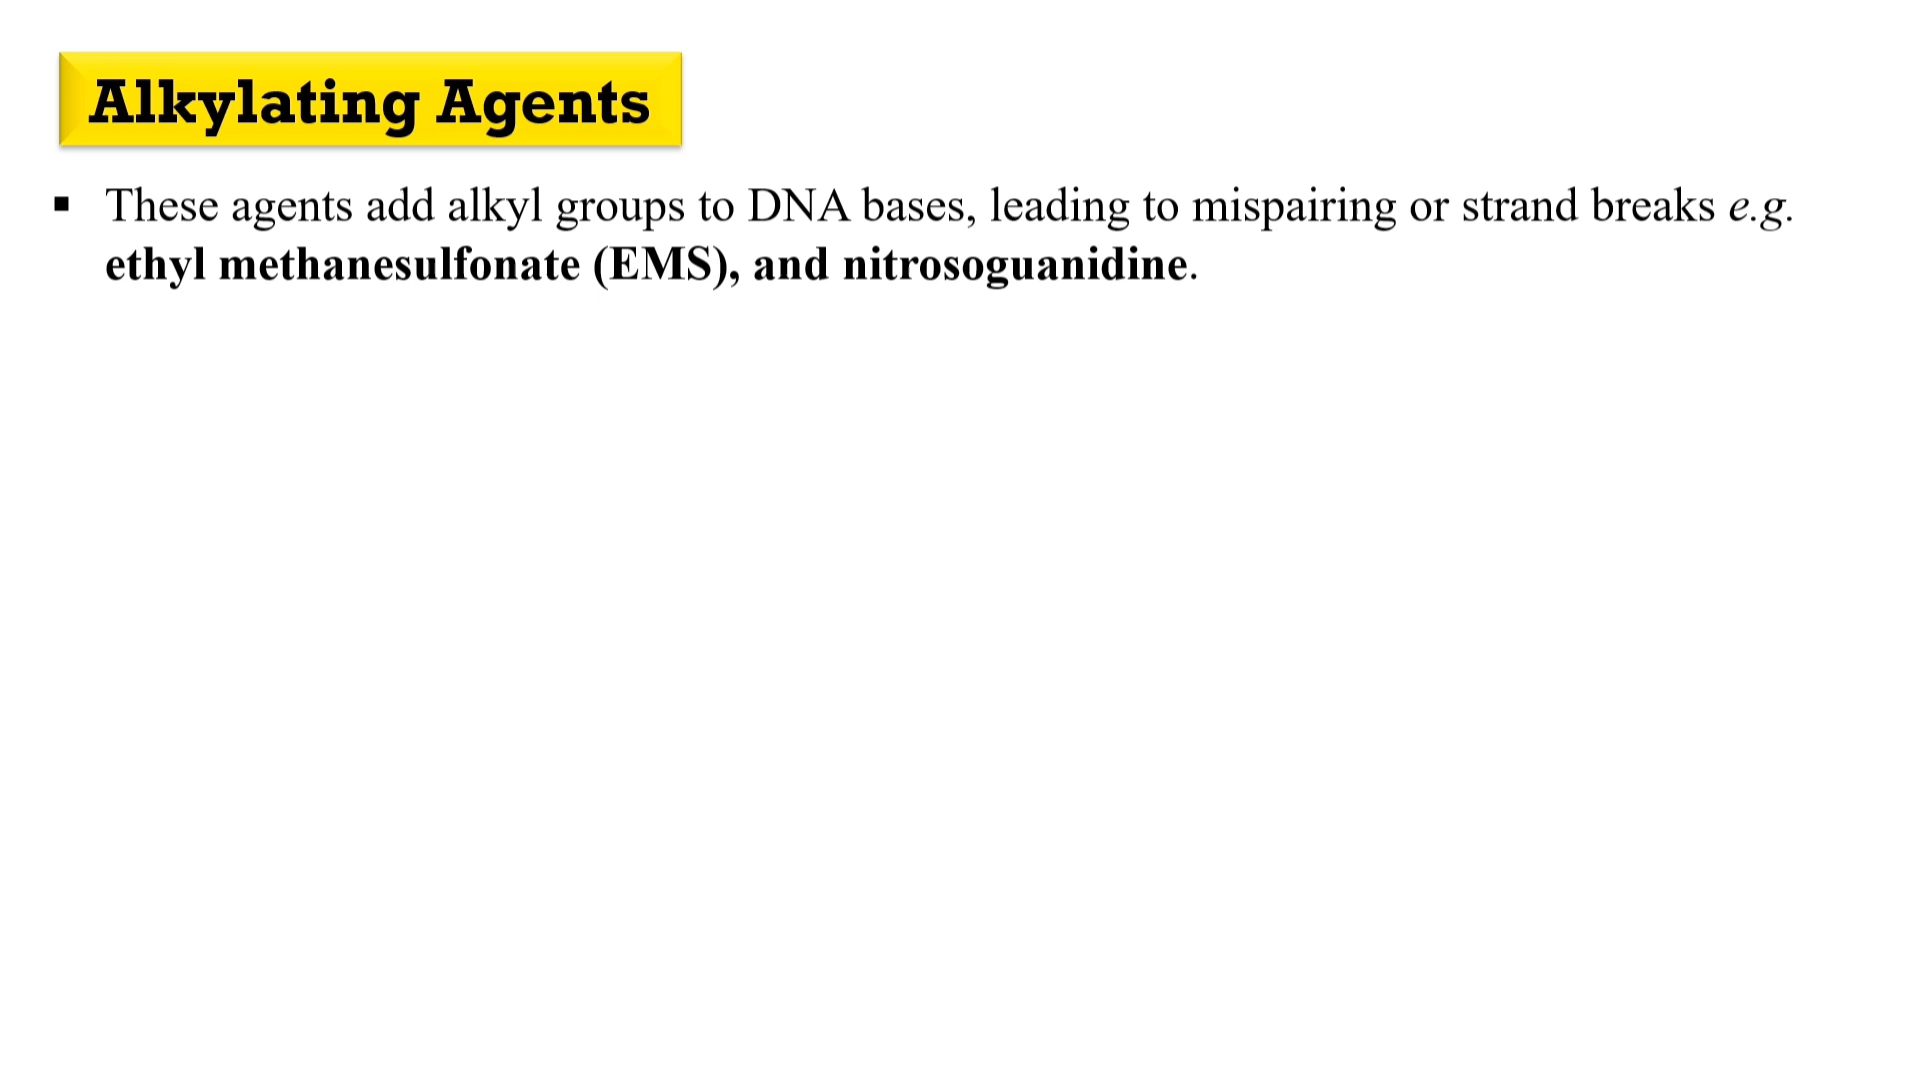 Alkylating Agents
▪ These agents add alkyl groups to DNA bases, leading to mispairing or strand breaks e.g.
ethyl methanesulfonate (EMS), and nitrosoguanidine.